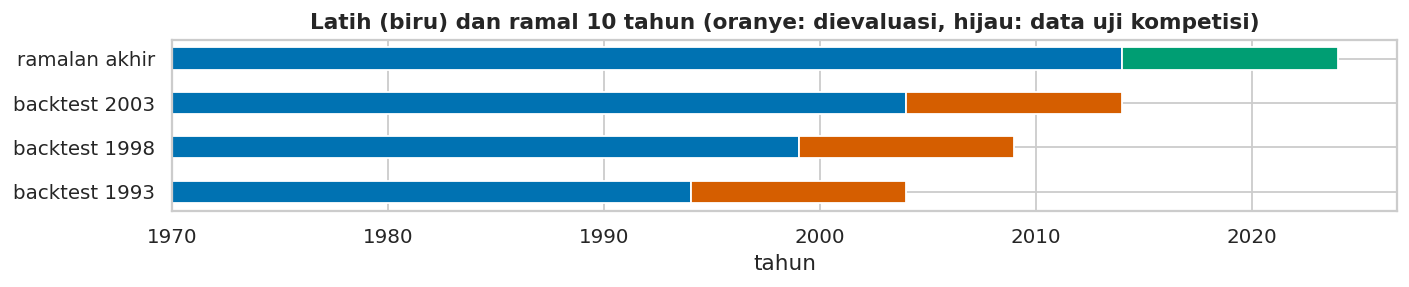 Latih (biru) dan ramal 10 tahun (oranye: dievaluasi, hijau: data uji kompetisi)
ramalan akhir
backtest 2003
backtest 1998
backtest 1993
1970 1980 1990 2000 2010 2020
tahun